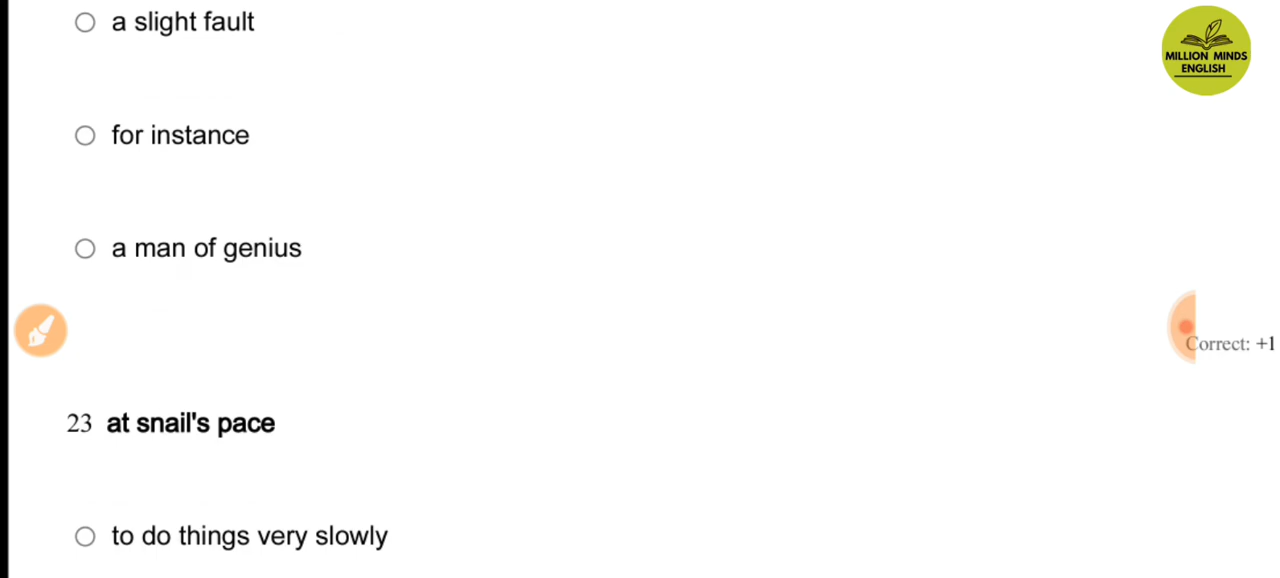 a slight fault
MILLION MINDS
ENGLISH
for instance
a man of genius
Correct: +1
23 at snail's pace
to do things very slowly